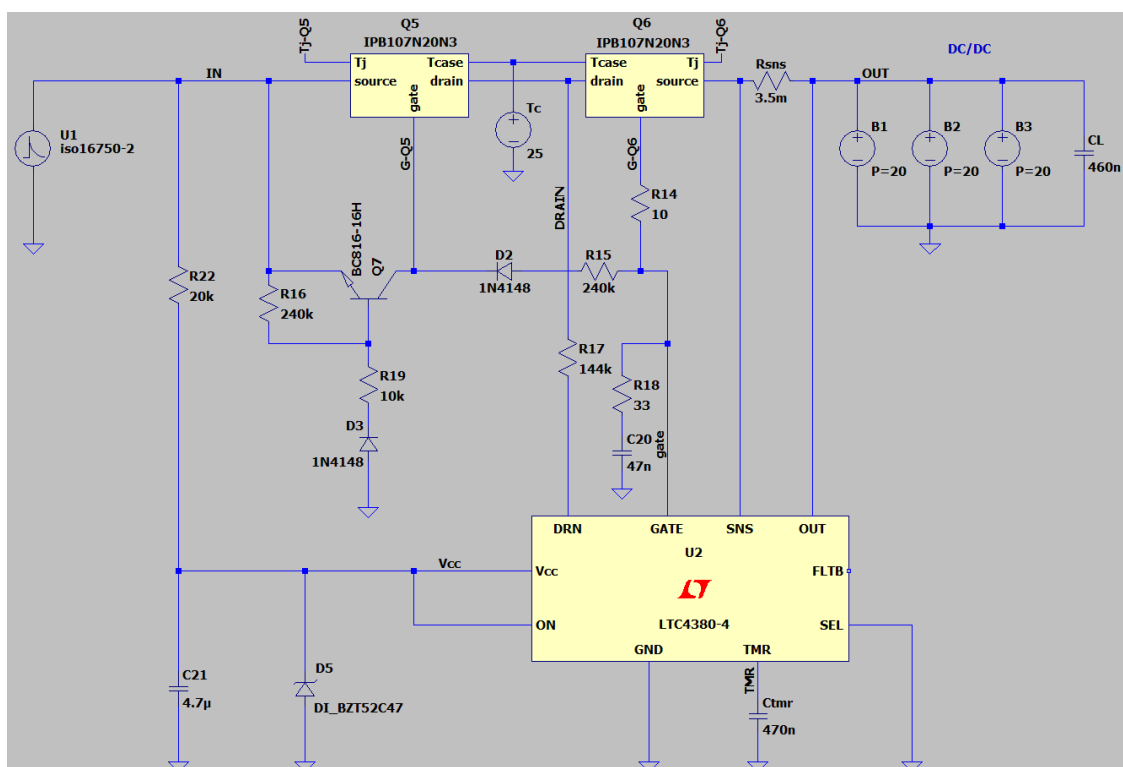 Q5
IPB107N20N3
Tj-Q5
Tj
Tcase
source
drain
gate
Q6
IPB107N20N3
Tj-Q6
Tcase
Tj
drain
source
gate
DC/DC
IN
Rsns
3.5m
OUT
U1
iso16750-2
Tc
25
G-Q5
G-Q6
B1
P=20
B2
P=20
B3
P=20
CL
460n
R14
10
DRAIN
BC816-16H
Q7
D2
1N4148
R15
240k
R22
20k
R16
240k
R17
144k
R19
10k
R18
33
D3
1N4148
C20
47n
gate
DRN
GATE
SNS
OUT
U2
Vcc
Vcc
FLTB
LTC4380-4
ON
SEL
GND
TMR
C21
4.7µ
D5
DI_BZT52C47
TMR
Ctmr
470n